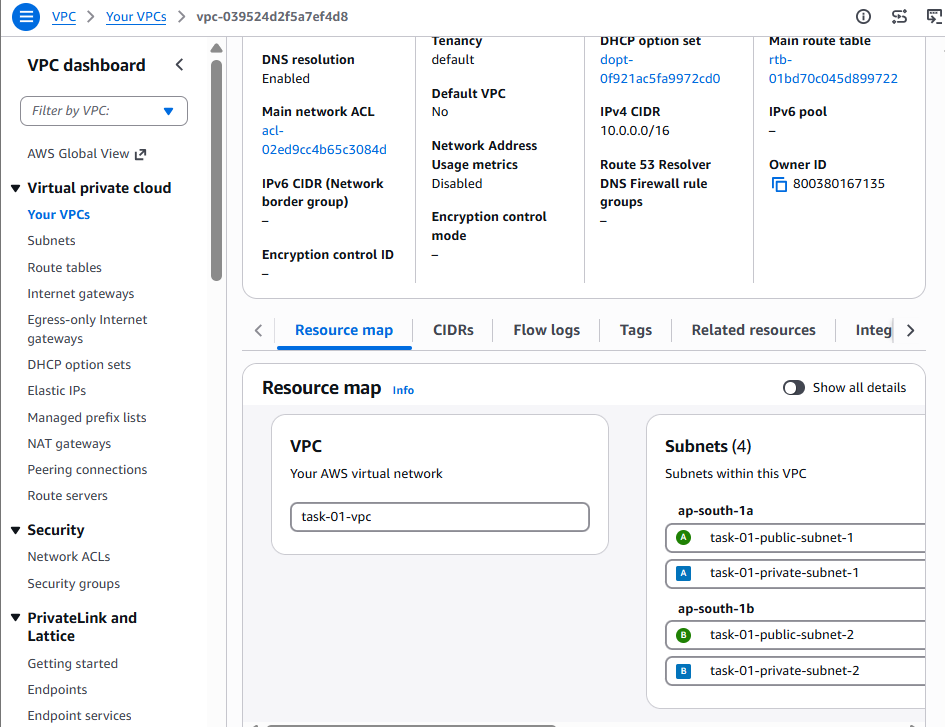 VPC > Your VPCs > vpc-039524d2f5a7ef4d8
VPC dashboard
Filter by VPC:
AWS Global View
Virtual private cloud
Your VPCs
Subnets
Route tables
Internet gateways
Egress-only Internet
gateways
DHCP option sets
Elastic IPs
Managed prefix lists
NAT gateways
Peering connections
Route servers
Security
Network ACLs
Security groups
PrivateLink and
Lattice
Getting started
Endpoints
Endpoint services
DNS resolution
Enabled
Main network ACL
acl-
02ed9cc4b65c3084d
IPv6 CIDR (Network
border group)
–
Encryption control ID
–
Tenancy
default
Default VPC
No
Network Address
Usage metrics
Disabled
Encryption control
mode
–
DHCP option set
dopt-
0f921ac5fa9972cd0
IPv4 CIDR
10.0.0.0/16
Route 53 Resolver
DNS Firewall rule
groups
–
Main route table
rtb-
01bd70c045d899722
IPv6 pool
–
Owner ID
800380167135
Resource map
CIDRs
Flow logs
Tags
Related resources
Integ
Resource map Info
Show all details
VPC
Your AWS virtual network
task-01-vpc
Subnets (4)
Subnets within this VPC
ap-south-1a
A task-01-public-subnet-1
A task-01-private-subnet-1
ap-south-1b
B task-01-public-subnet-2
B task-01-private-subnet-2